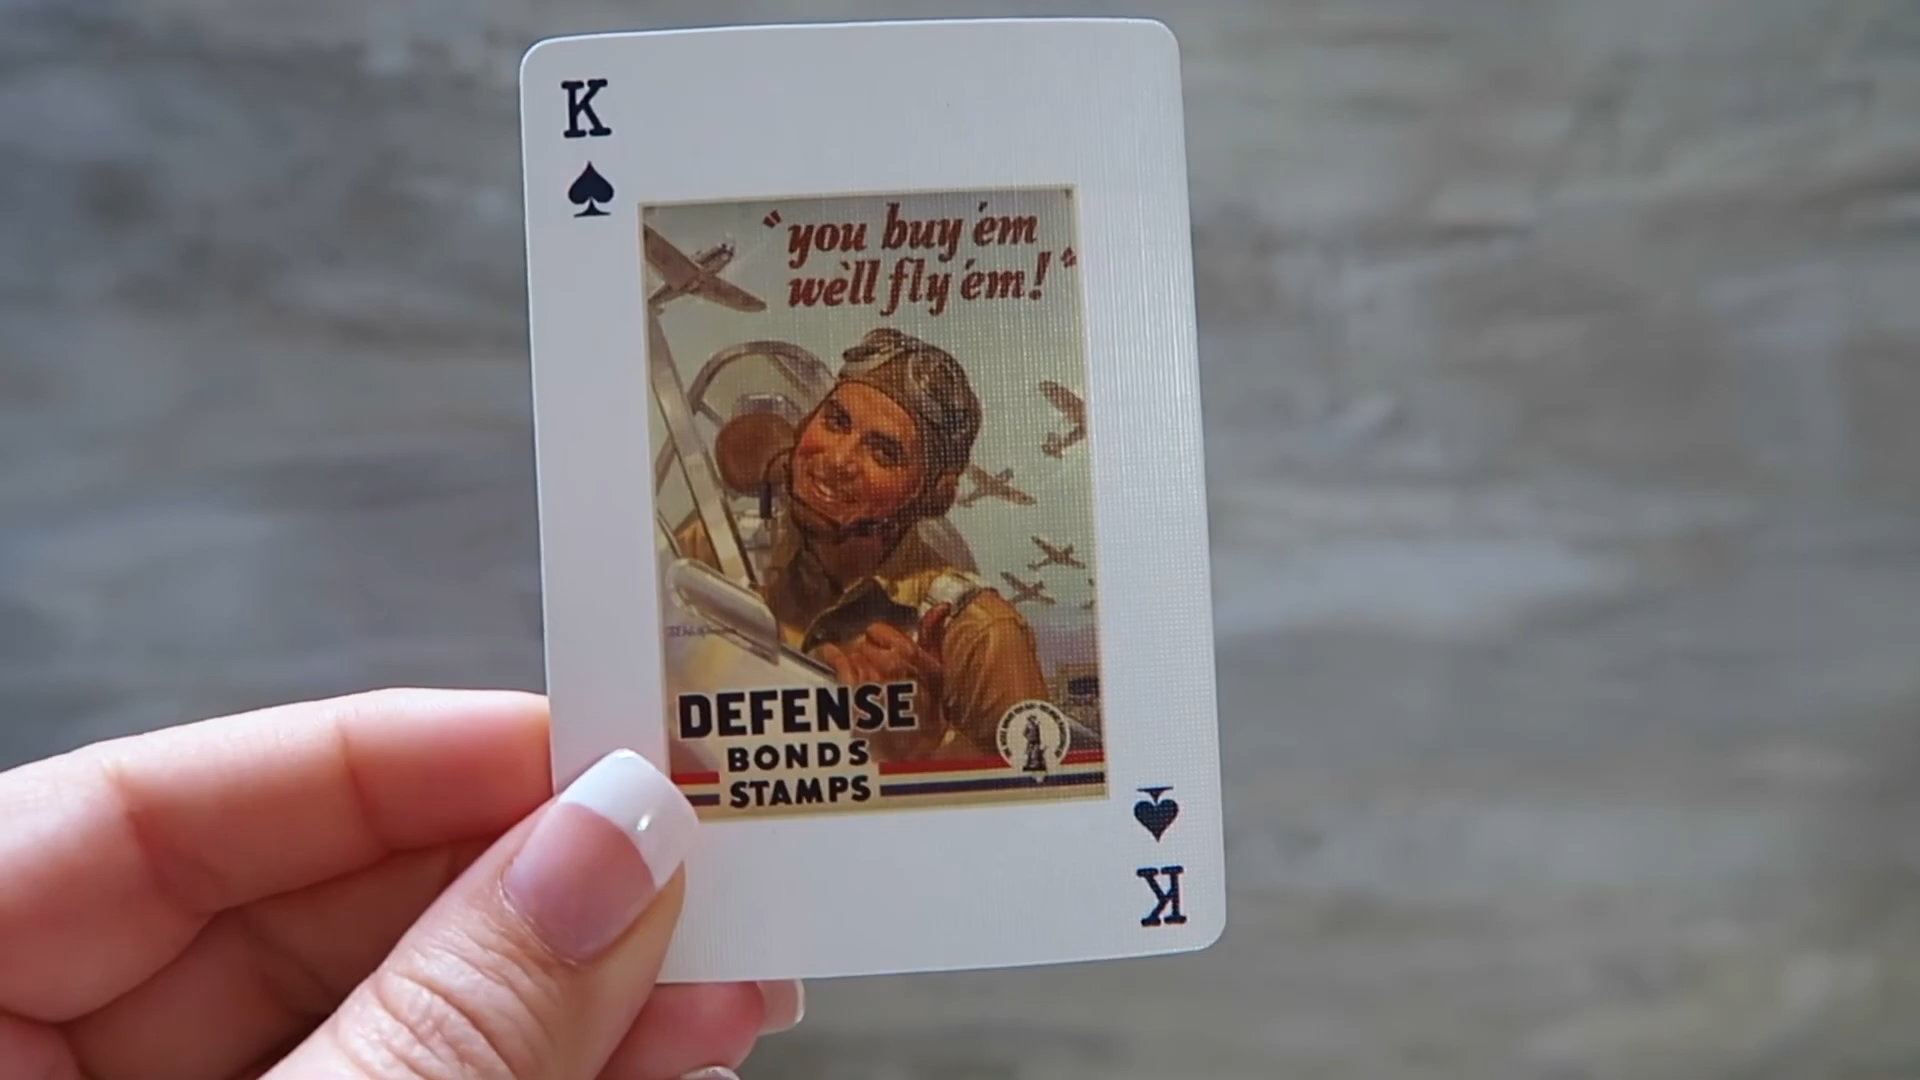 K
"you buy 'em
we'll fly 'em!"
DEFENSE
BONDS
STAMPS
K